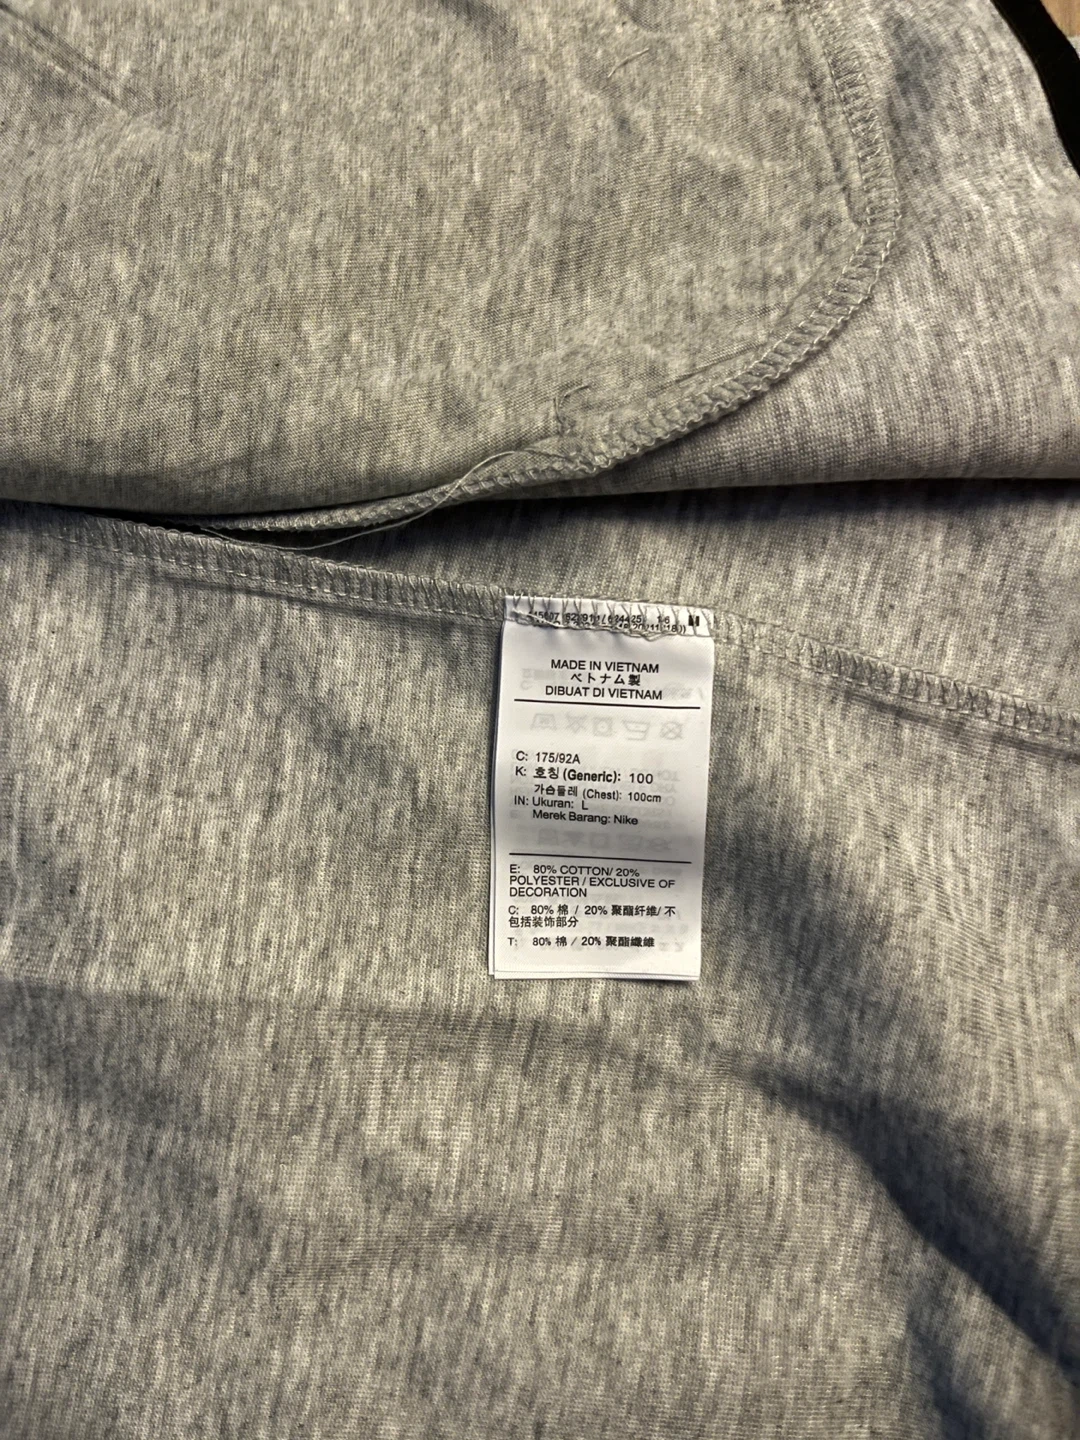 MADE IN VIETNAM
ベトナム製
DIBUAT DI VIETNAM
C: 175/92A
K: 호칭 (Generic): 100
가슴둘레 (Chest): 100cm
IN: Ukuran: L
Merek Barang: Nike
E: 80% COTTON/ 20%
POLYESTER / EXCLUSIVE OF
DECORATION
C: 80% 棉 / 20% 聚酯纤维/ 不
包括装饰部分
T: 80% 棉 / 20% 聚酯纖維